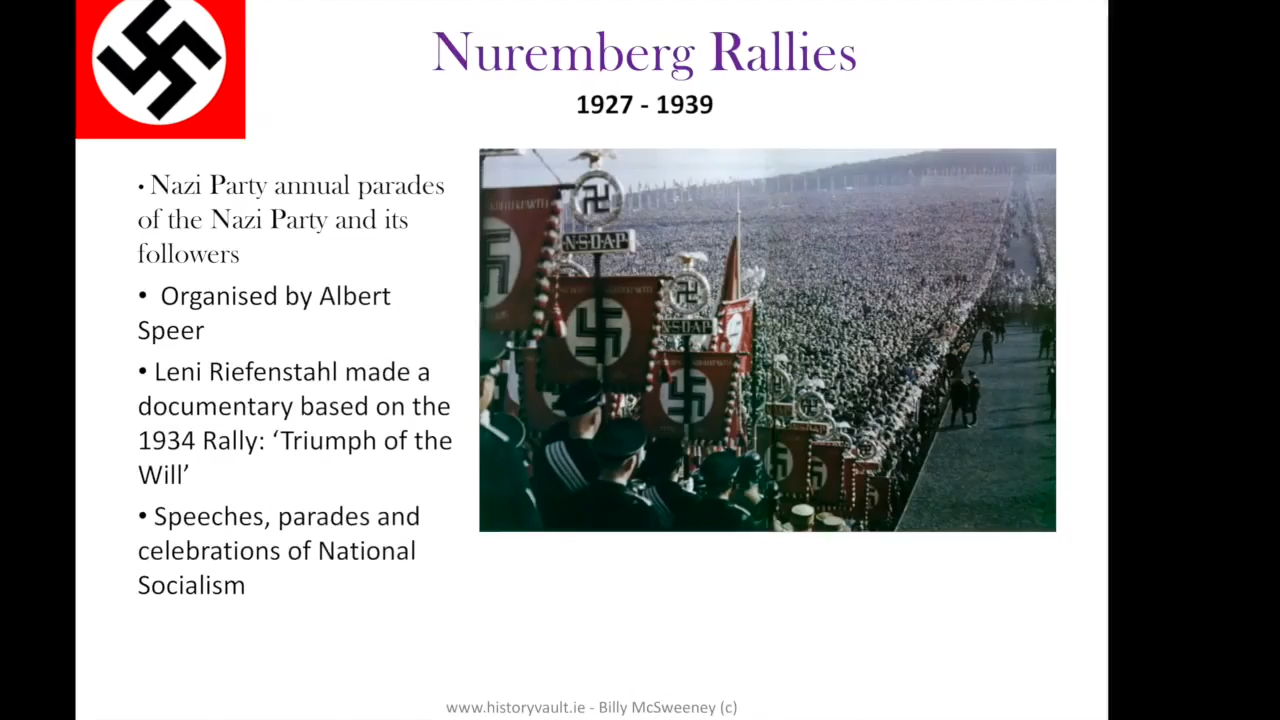 Nuremberg Rallies
1927 - 1939
• Nazi Party annual parades
of the Nazi Party and its
followers
• Organised by Albert
Speer
• Leni Riefenstahl made a
documentary based on the
1934 Rally: ‘Triumph of the
Will’
• Speeches, parades and
celebrations of National
Socialism
NSDAP
NSDAP
www.historyvault.ie - Billy McSweeney (c)